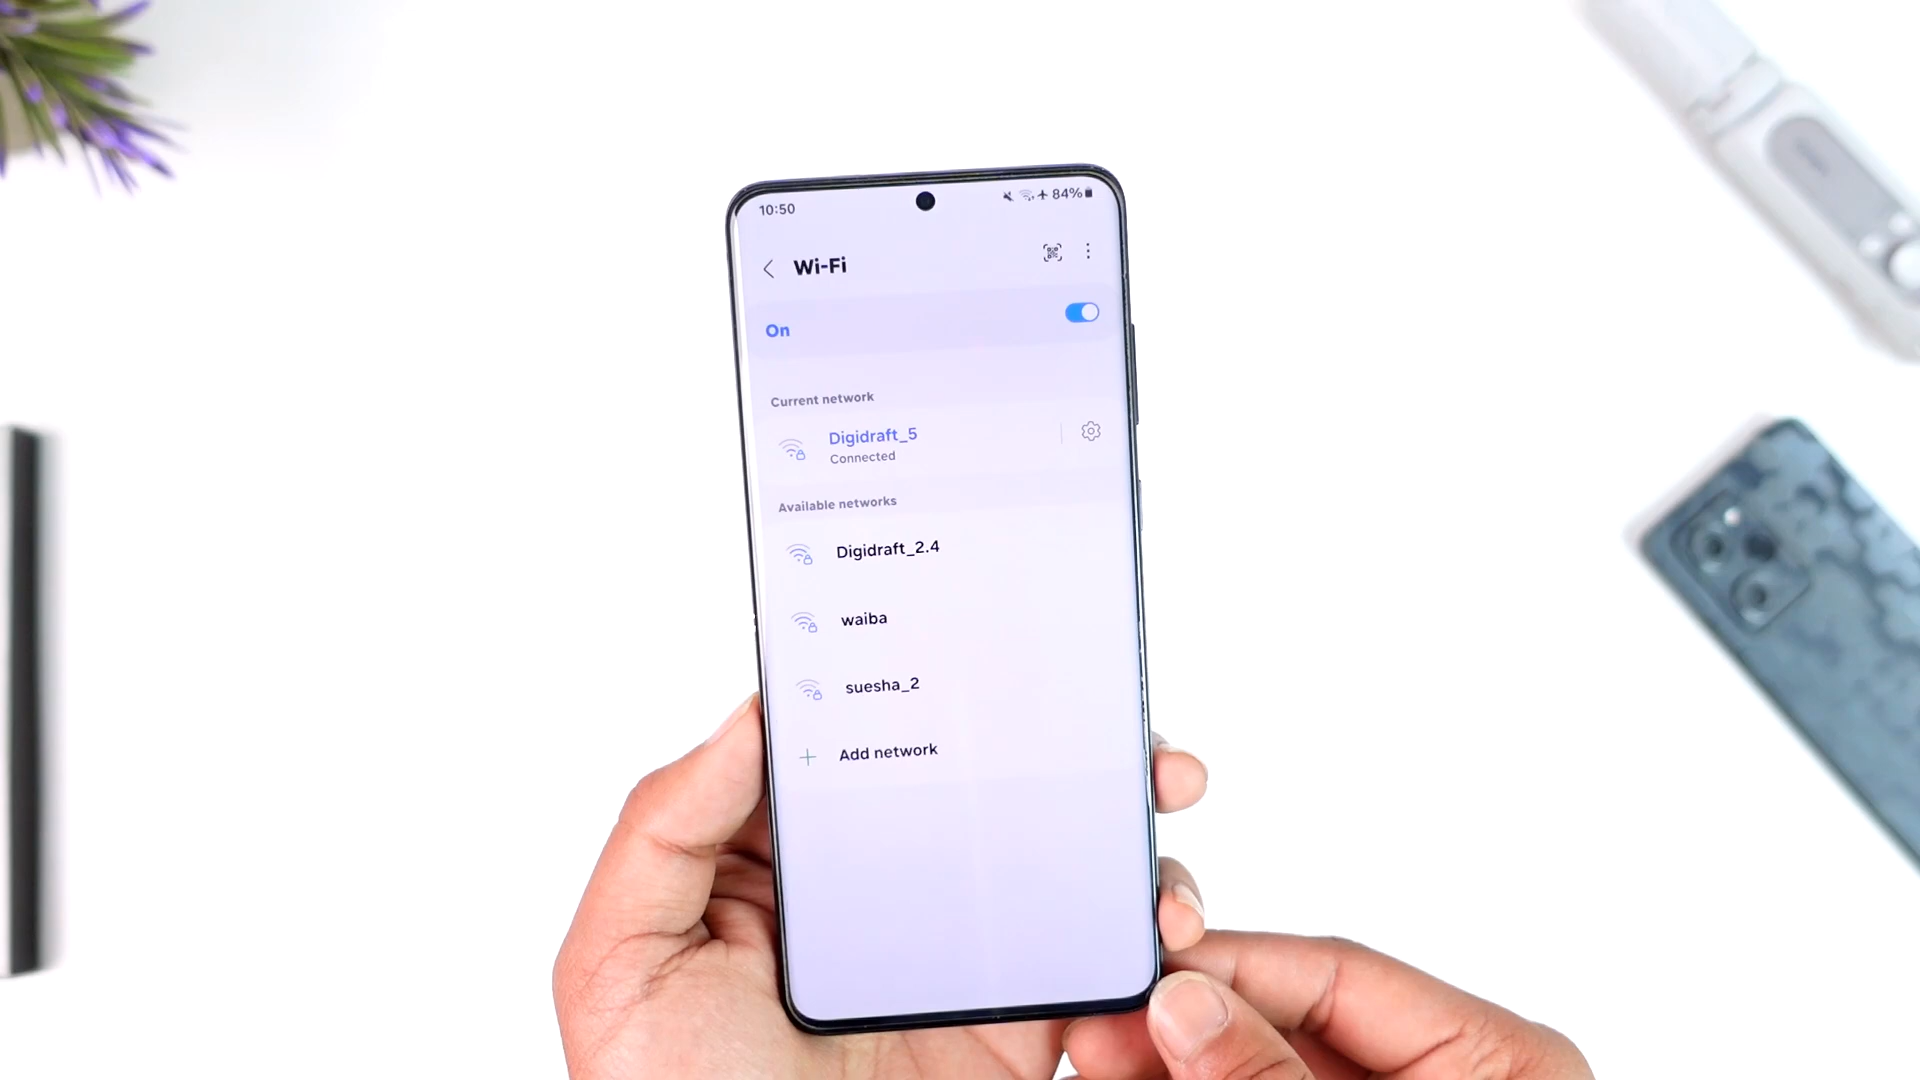 10:50
84%
Wi-Fi
On
Current network
Digidraft_5
Connected
Available networks
Digidraft_2.4
waiba
suesha_2
Add network